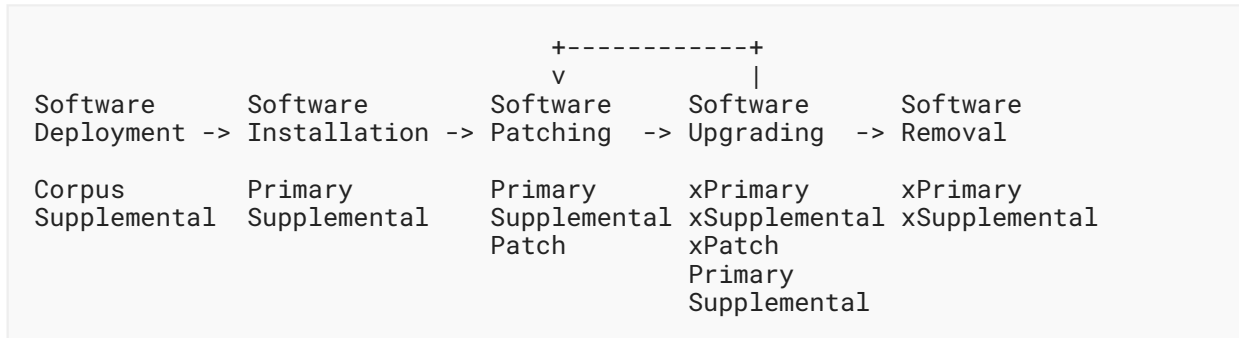 +------------+
                                  v            |
Software      Software        Software     Software      Software
Deployment -> Installation -> Patching  -> Upgrading  -> Removal

Corpus        Primary         Primary      xPrimary      xPrimary
Supplemental  Supplemental    Supplemental xSupplemental xSupplemental
                              Patch        xPatch
                                           Primary
                                           Supplemental